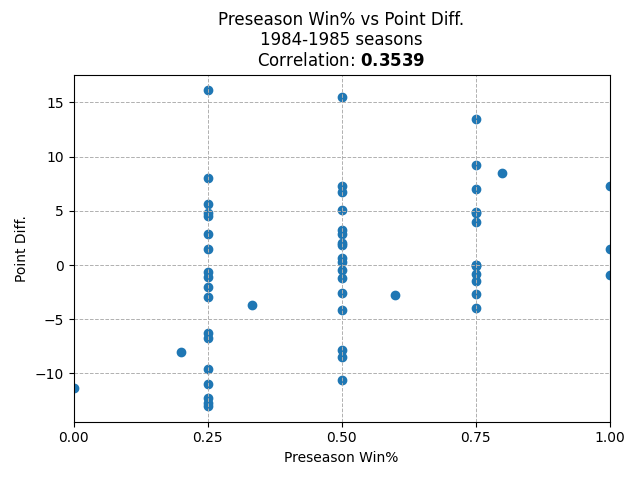 Preseason Win% vs Point Diff.
1984-1985 seasons
Correlation: 0.3539
15
10
5
0
−5
−10
Point Diff.
0.00 0.25 0.50 0.75 1.00
Preseason Win%